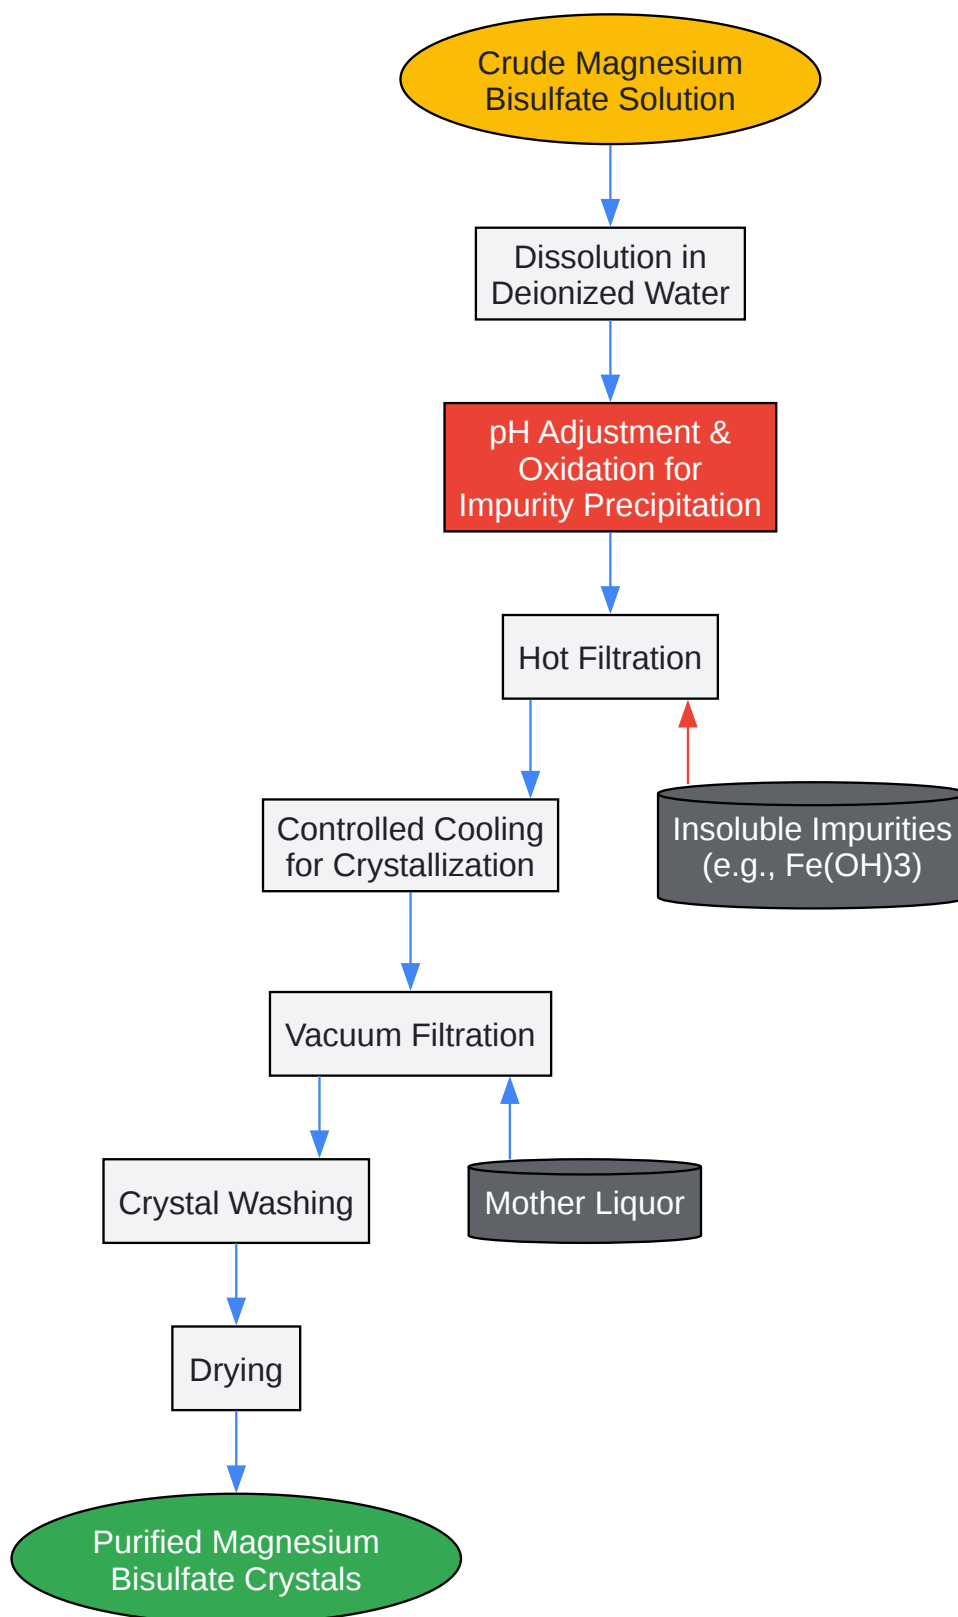 Crude Magnesium
Bisulfate Solution
Dissolution in
Deionized Water
pH Adjustment &
Oxidation for
Impurity Precipitation
Hot Filtration
Controlled Cooling
for Crystallization
Insoluble Impurities
(e.g., Fe(OH)3)
Vacuum Filtration
Crystal Washing
Mother Liquor
Drying
Purified Magnesium
Bisulfate Crystals